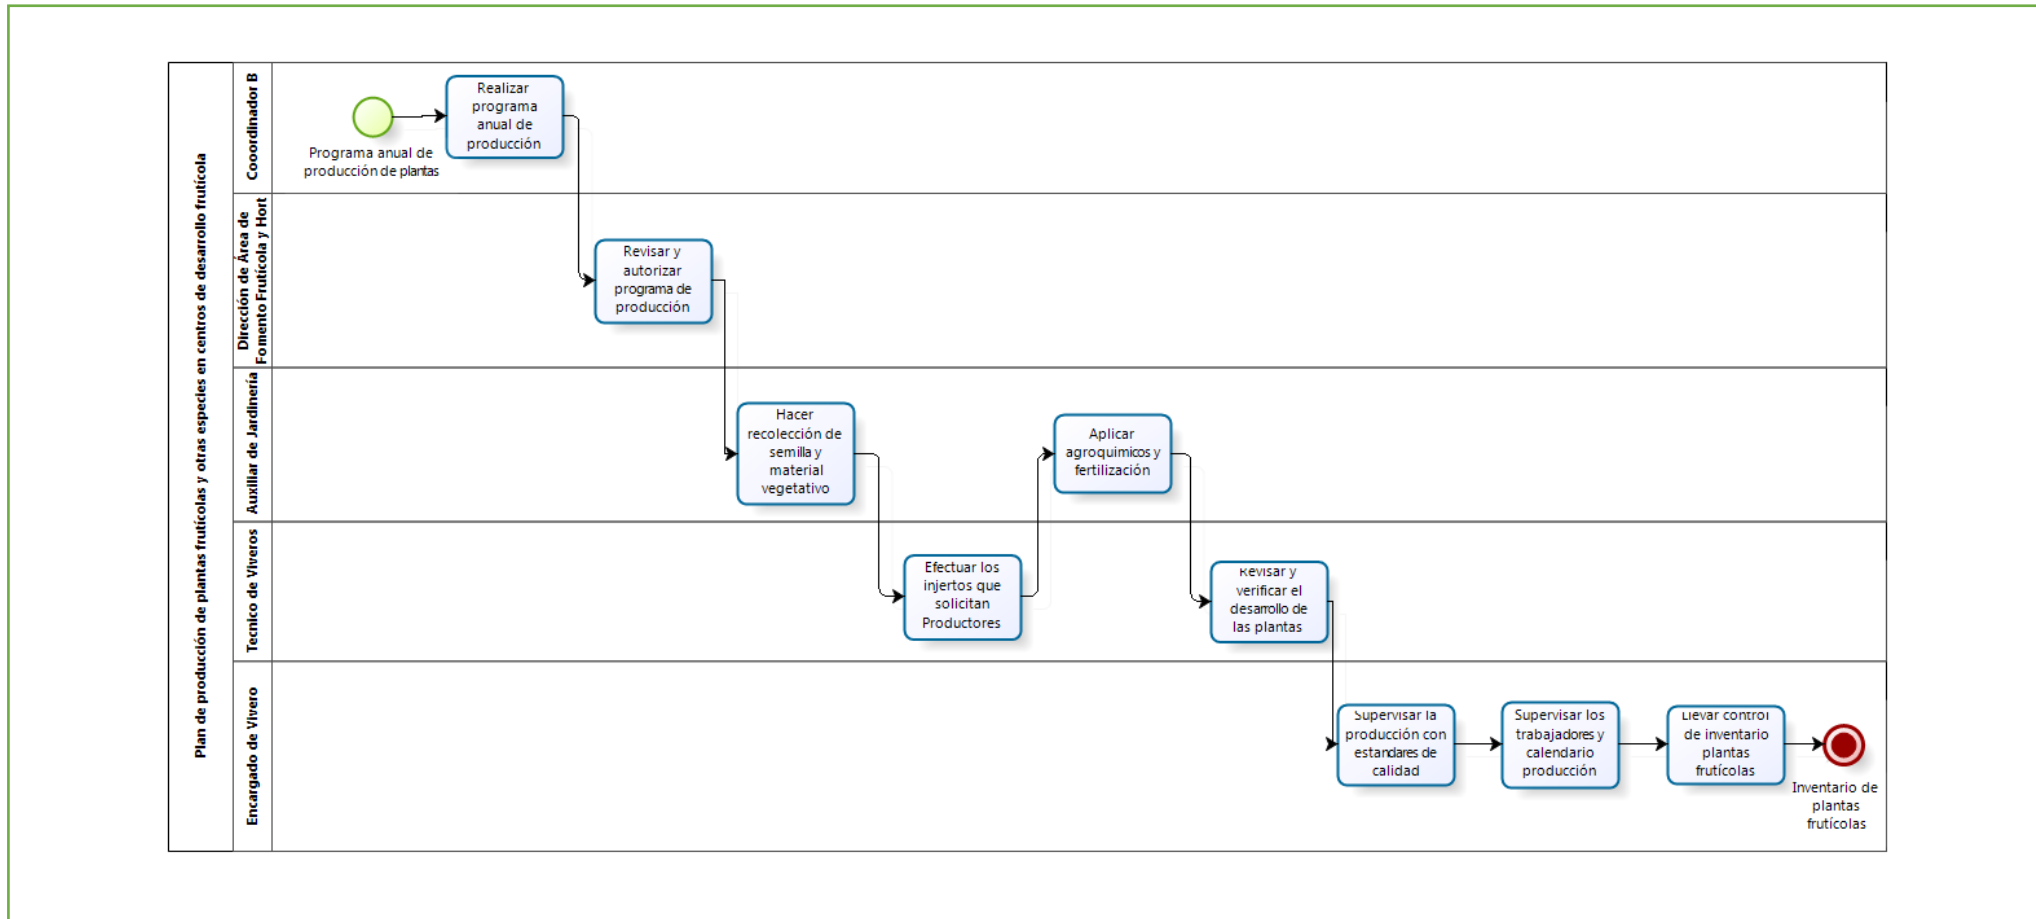 Plan de producción de plantas frutícolas y otras especies en centros de desarrollo frutícola
Cooordinador B
Programa anual de
producción de plantas
Realizar
programa
anual de
producción
Dirección de Área de
Fomento Frutícola y Hort
Revisar y
autorizar
programa de
producción
Auxiliar de Jardinería
Hacer
recolección de
semilla y
material
vegetativo
Aplicar
agroquimicos y
fertilización
Tecnico de Viveros
Efectuar los
injertos que
solicitan
Productores
Revisar y
verificar el
desarrollo de
las plantas
Encargado de Vivero
Supervisar la
producción con
estandares de
calidad
Supervisar los
trabajadores y
calendario
producción
Llevar control
de inventario
plantas
frutícolas
Inventario de
plantas
frutícolas